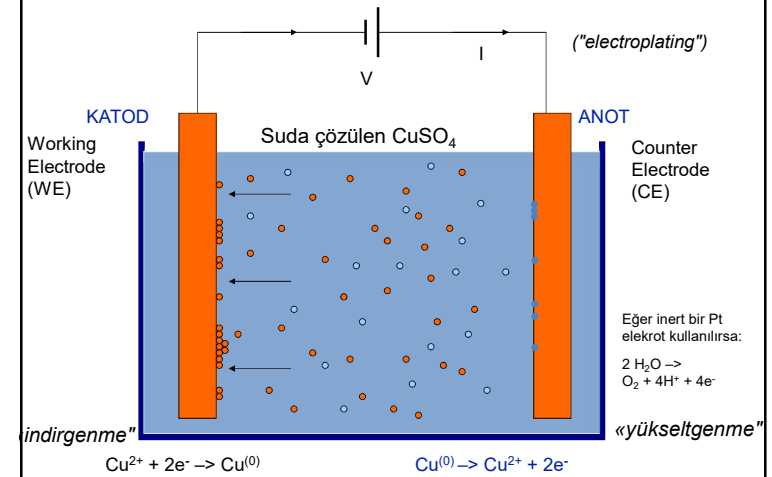 ("electroplating")
I
V
KATOD
ANOT
Working
Electrode
(WE)
Suda çözülen CuSO₄
Counter
Electrode
(CE)
Eğer inert bir Pt
elekrot kullanılırsa:
2 H₂O –>
O₂ + 4H⁺ + 4e⁻
indirgenme"
«yükseltgenme"
Cu²⁺ + 2e⁻ –> Cu⁽⁰⁾
Cu⁽⁰⁾ –> Cu²⁺ + 2e⁻